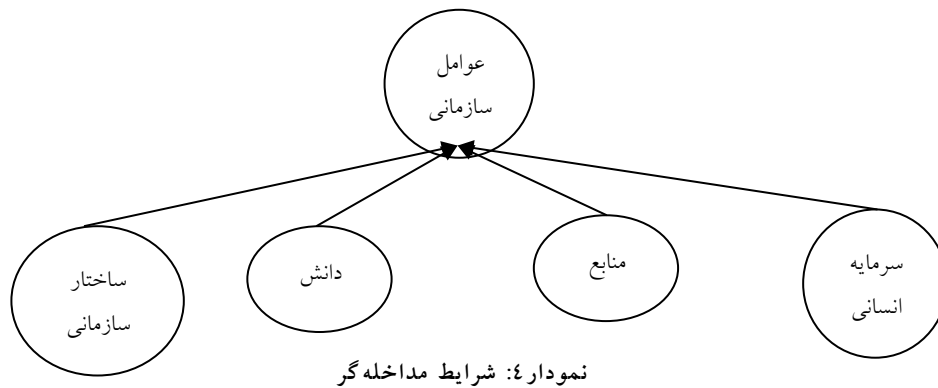 عوامل
سازمانی
سرمایه
انسانی
منابع
دانش
ساختار
سازمانی
نمودار٤: شرایط مداخله‌گر